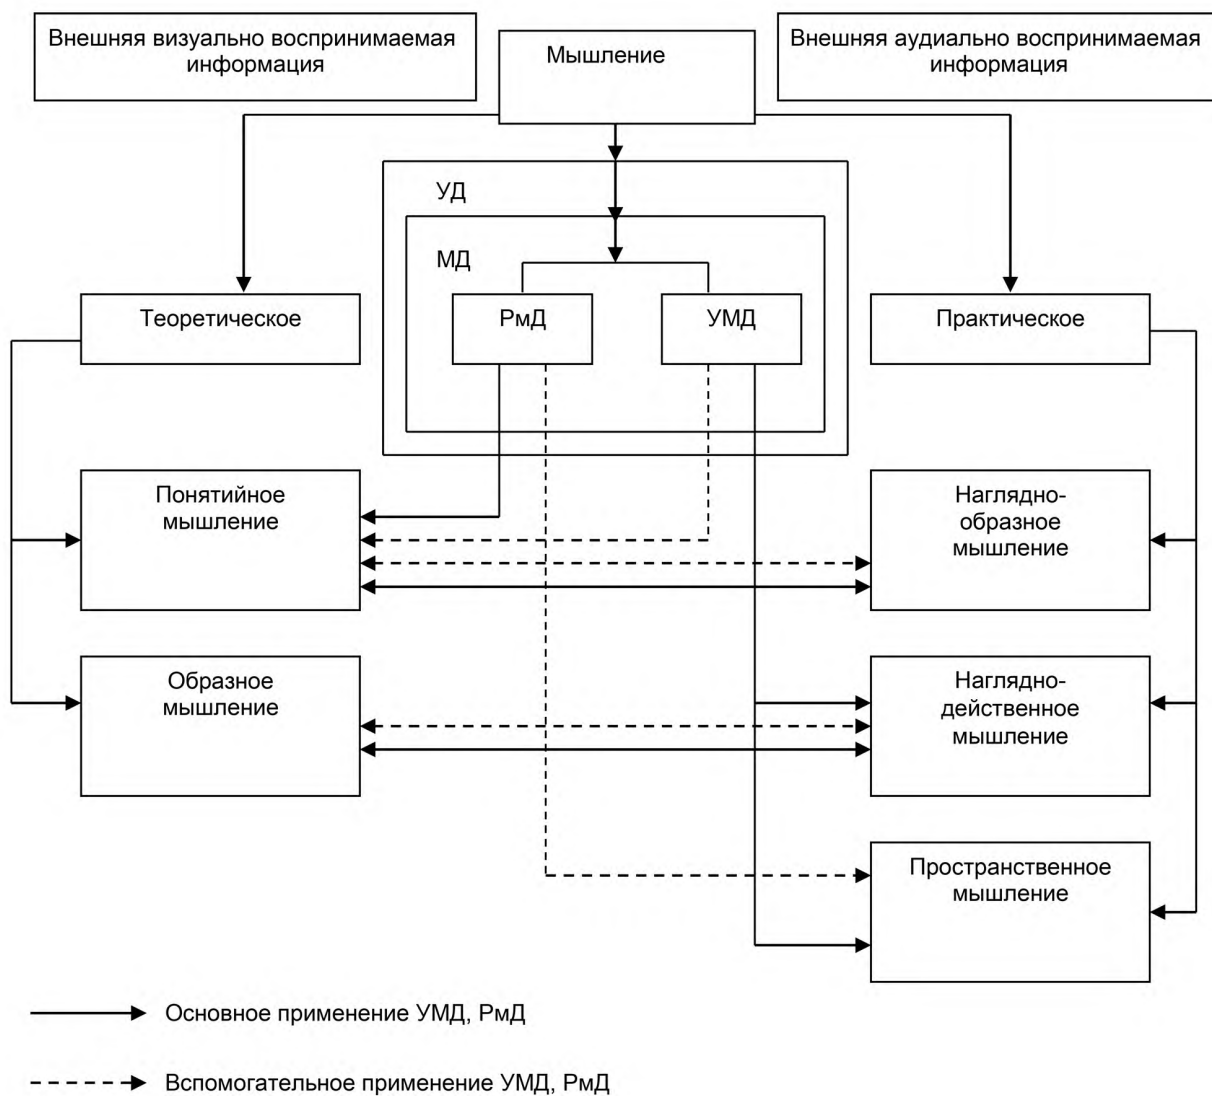 Внешняя визуально воспринимаемая
информация
Мышление
Внешняя аудиально воспринимаемая
информация
УД
МД
РмД
УМД
Теоретическое
Практическое
Понятийное
мышление
Наглядно-
образное
мышление
Образное
мышление
Наглядно-
действенное
мышление
Пространственное
мышление
Основное применение УМД, РмД
Вспомогательное применение УМД, РмД